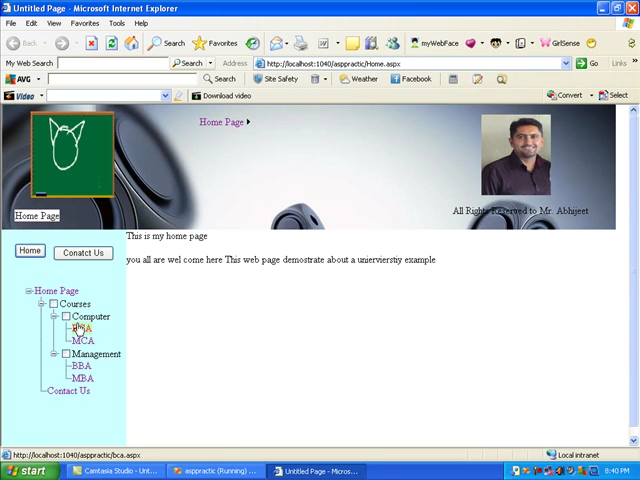 Untitled Page - Microsoft Internet Explorer
File Edit View Favorites Tools Help
Back Search Favorites myWebFace GirlSense
My Web Search Search Address http://localhost:1040/asppractic/Home.aspx Go Links
AVG Search Site Safety Weather Facebook
Video Download video Convert Select
Home Page
Home Page
All Rights Reserved to Mr. Abhijeet
This is my home page
Home Conatct Us
you all are wel come here This web page demostrate about a uniervierstiy example
Home Page
Courses
Computer
MCA
Management
BBA
MBA
Contact Us
http://localhost:1040/asppractic/bca.aspx Local intranet
start Camtasia Studio - Unt... asppractic (Running) ... Untitled Page - Micros... 8:40 PM